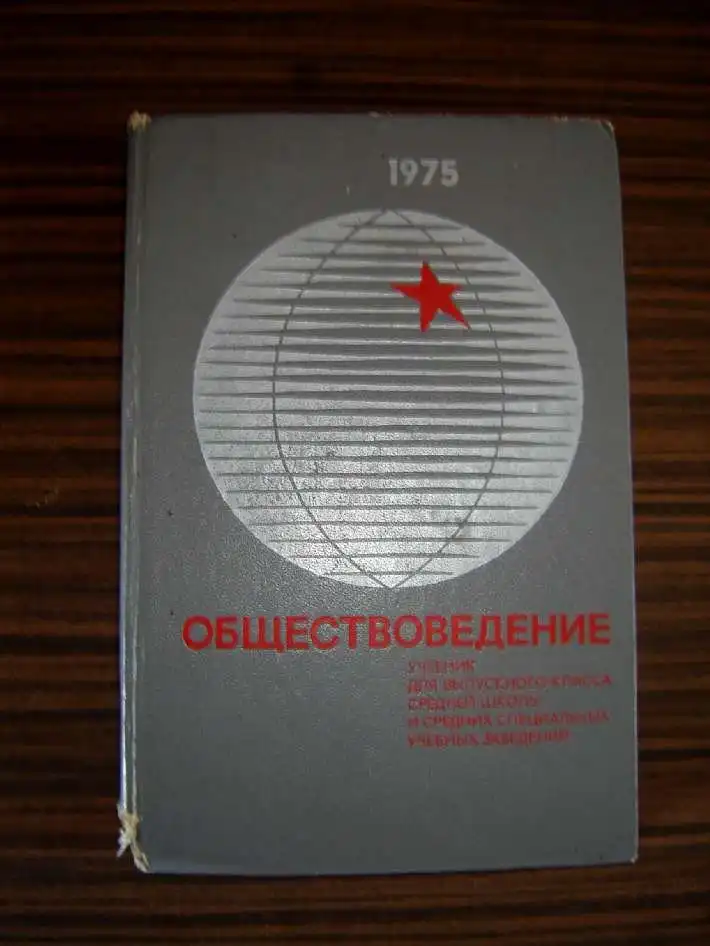 1975
ОБЩЕСТВОВЕДЕНИЕ
УЧЕБНИК
ДЛЯ ВЫПУСКНОГО КЛАССА
СРЕДНЕЙ ШКОЛЫ
И СРЕДНИХ СПЕЦИАЛЬНЫХ
УЧЕБНЫХ ЗАВЕДЕНИЙ